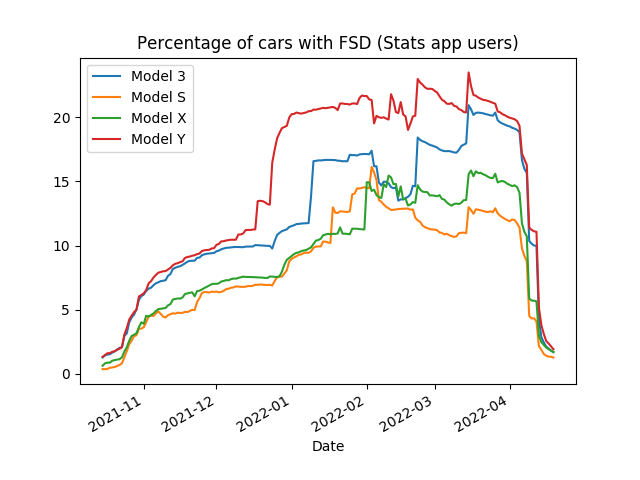 Percentage of cars with FSD (Stats app users)
Model 3
Model S
Model X
Model Y
20
15
10
5
0
2021-11
2021-12
2022-01
2022-02
2022-03
2022-04
Date